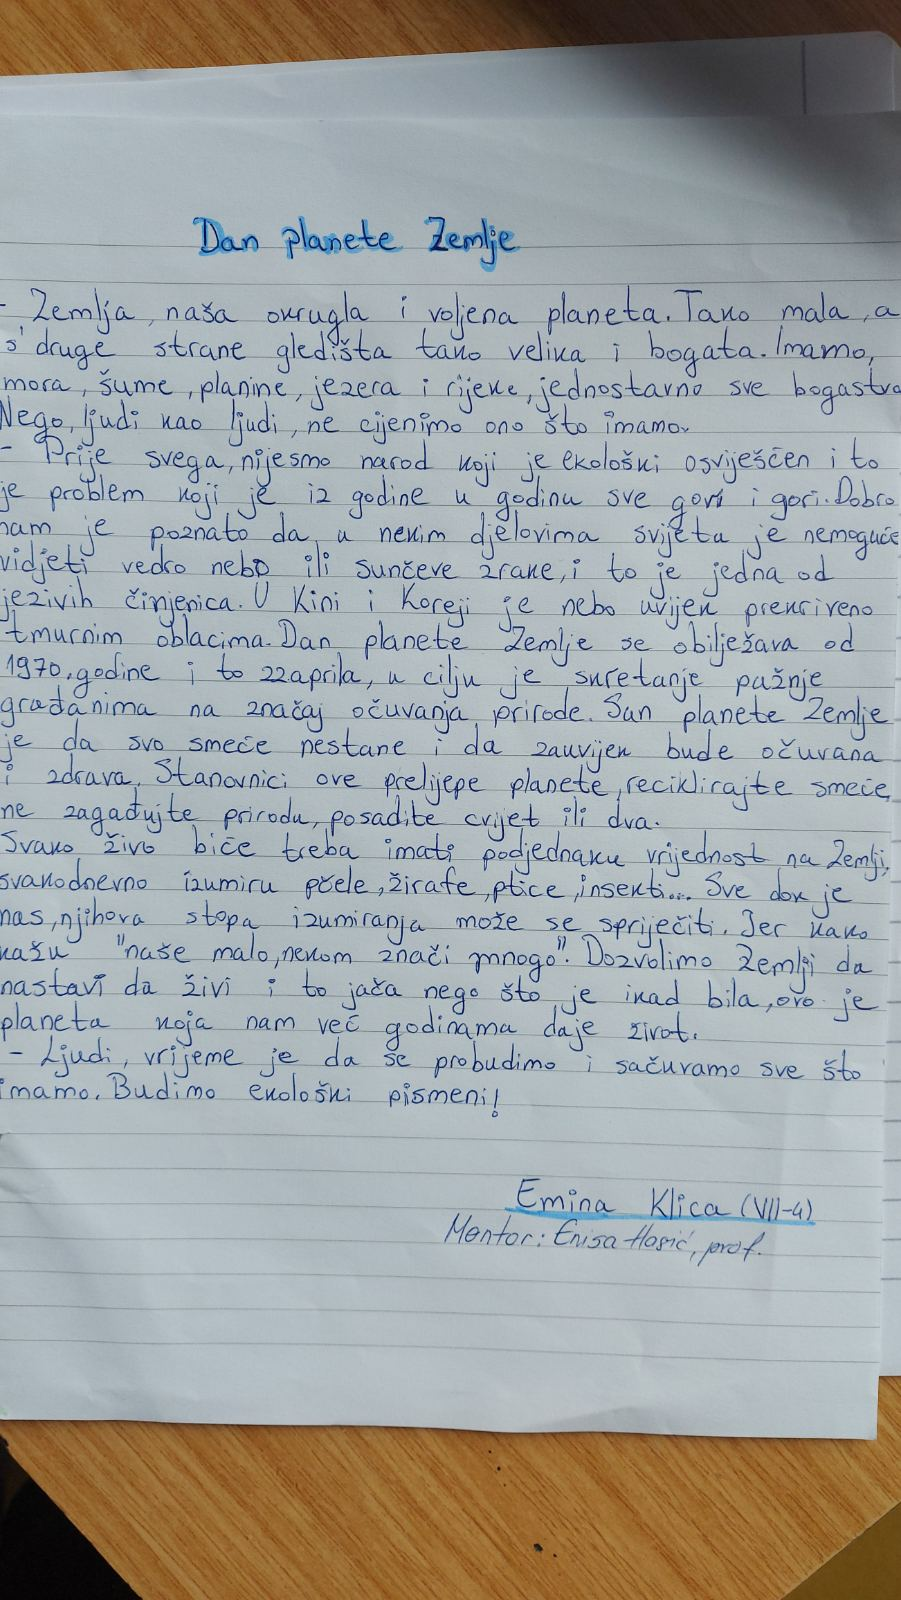 Dan planete Zemlje
- Zemlja, naša okrugla i voljena planeta. Tako mala, a
s' druge strane gledišta tako velika i bogata. Imamo,
mora, šume, planine, jezera i rijeke, jednostavno sve bogastvo
Nego, ljudi kao ljudi, ne cijenimo ono što imamo.
- Prije svega, nijesmo narod koji je ekološki osviješćen i to
je problem koji je iz godine u godinu sve gori i gori. Dobro
nam je poznato da u nekim djelovima svijeta je nemoguće
vidjeti vedro nebo ili sunčeve zrake, i to je jedna od
jezivih činjenica. U Kini i Koreji je nebo uvijek prekriveno
tmurnim oblacima. Dan planete Zemlje se obilježava od
1970. godine i to 22 aprila, u cilju je skretanje pažnje
građanima na značaj očuvanja prirode. San planete Zemlje
je da svo smeće nestane i da zauvijek bude očuvana
i zdrava. Stanovnici ove prelijepe planete, reciklirajte smeće,
ne zagađujte prirodu, posadite cvijet ili dva.
Svako živo biće treba imati podjednaku vrijednost na Zemlji,
svakodnevno izumiru pčele, žirafe, ptice, insekti... Sve dok je
nas, njihova stopa izumiranja može se spriječiti. Jer kako
kažu "naše malo, nekom znači mnogo". Dozvolimo Zemlji da
nastavi da živi i to jača nego što je ikad bila, ovo je
planeta koja nam već godinama daje život.
- Ljudi, vrijeme je da se probudimo i sačuvamo sve što
imamo. Budimo ekološki pismeni!
Emina Klica (VII-4)
Mentor: Enisa Hasić, prof.